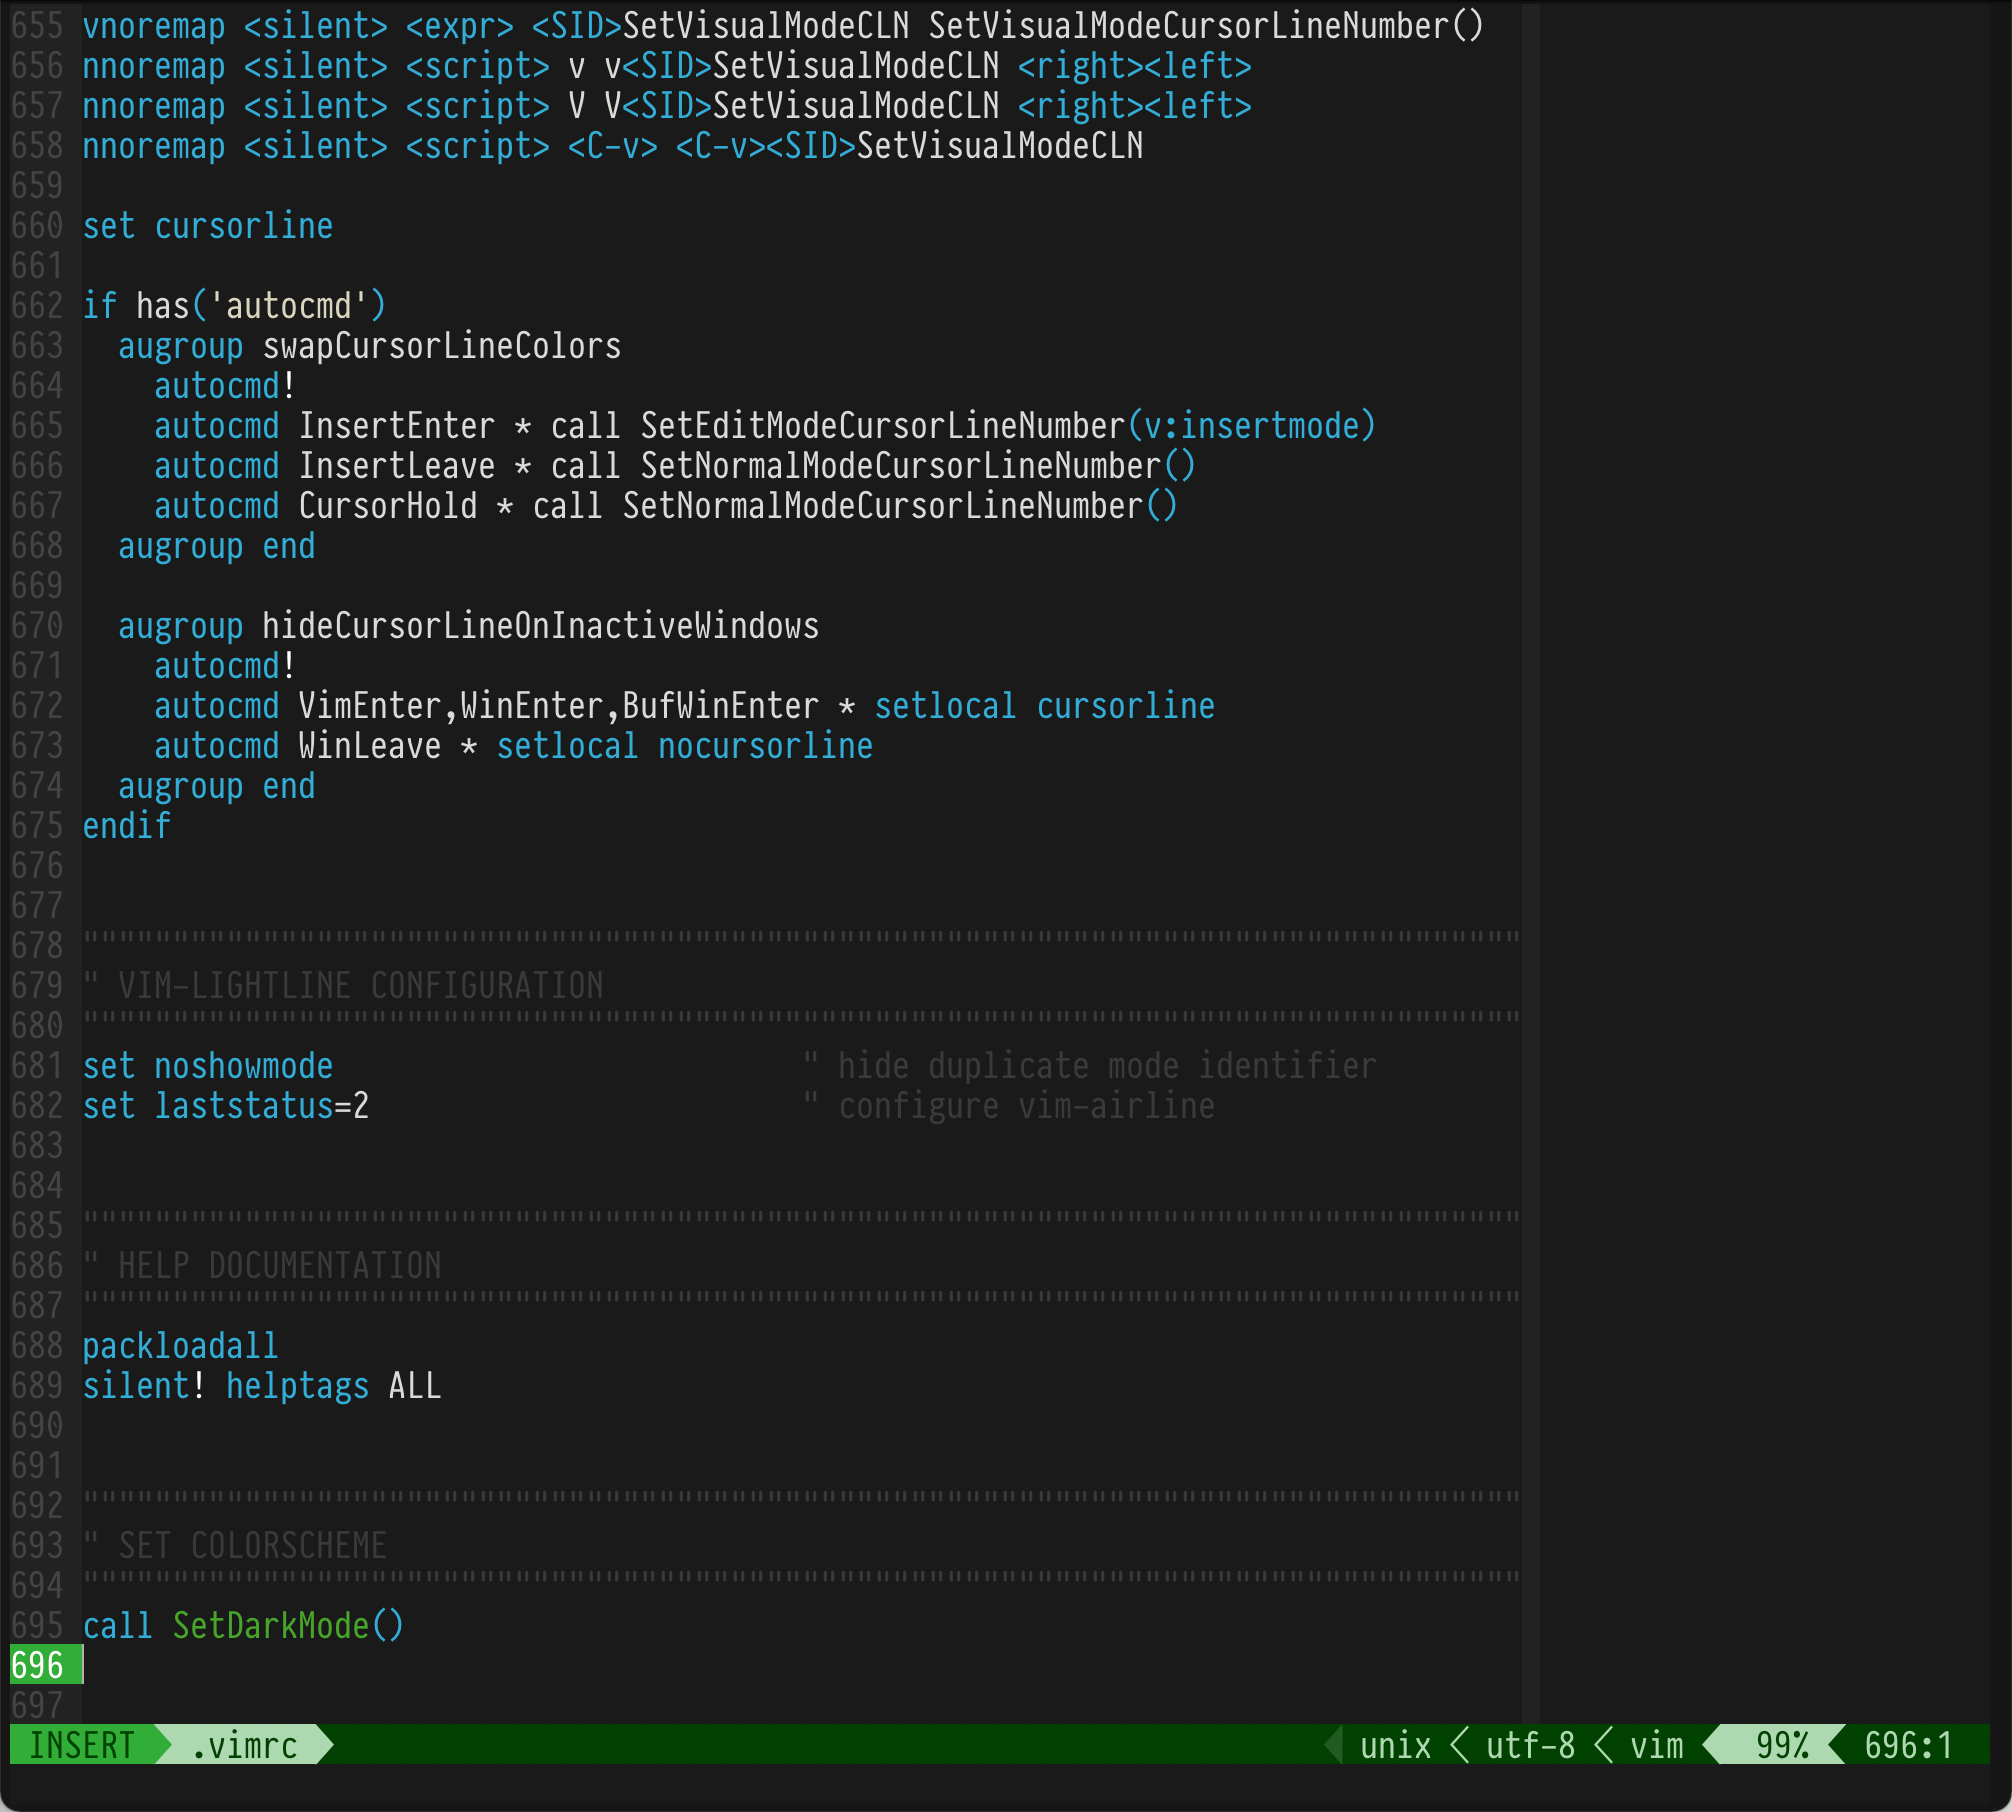 655 vnoremap <silent> <expr> <SID>SetVisualModeCLN SetVisualModeCursorLineNumber()
656 nnoremap <silent> <script> v v<SID>SetVisualModeCLN <right><left>
657 nnoremap <silent> <script> V V<SID>SetVisualModeCLN <right><left>
658 nnoremap <silent> <script> <C-v> <C-v><SID>SetVisualModeCLN
659
660 set cursorline
661
662 if has('autocmd')
663   augroup swapCursorLineColors
664     autocmd!
665     autocmd InsertEnter * call SetEditModeCursorLineNumber(v:insertmode)
666     autocmd InsertLeave * call SetNormalModeCursorLineNumber()
667     autocmd CursorHold * call SetNormalModeCursorLineNumber()
668   augroup end
669
670   augroup hideCursorLineOnInactiveWindows
671     autocmd!
672     autocmd VimEnter,WinEnter,BufWinEnter * setlocal cursorline
673     autocmd WinLeave * setlocal nocursorline
674   augroup end
675 endif
676
677
678 """"""""""""""""""""""""""""""""""""""""""""""""""""""""""""""""""""""""""""""""
679 " VIM-LIGHTLINE CONFIGURATION
680 """"""""""""""""""""""""""""""""""""""""""""""""""""""""""""""""""""""""""""""""
681 set noshowmode                          " hide duplicate mode identifier
682 set laststatus=2                        " configure vim-airline
683
684
685 """"""""""""""""""""""""""""""""""""""""""""""""""""""""""""""""""""""""""""""""
686 " HELP DOCUMENTATION
687 """"""""""""""""""""""""""""""""""""""""""""""""""""""""""""""""""""""""""""""""
688 packloadall
689 silent! helptags ALL
690
691
692 """"""""""""""""""""""""""""""""""""""""""""""""""""""""""""""""""""""""""""""""
693 " SET COLORSCHEME
694 """"""""""""""""""""""""""""""""""""""""""""""""""""""""""""""""""""""""""""""""
695 call SetDarkMode()
696
697
INSERT .vimrc unix < utf-8 < vim 99% 696:1